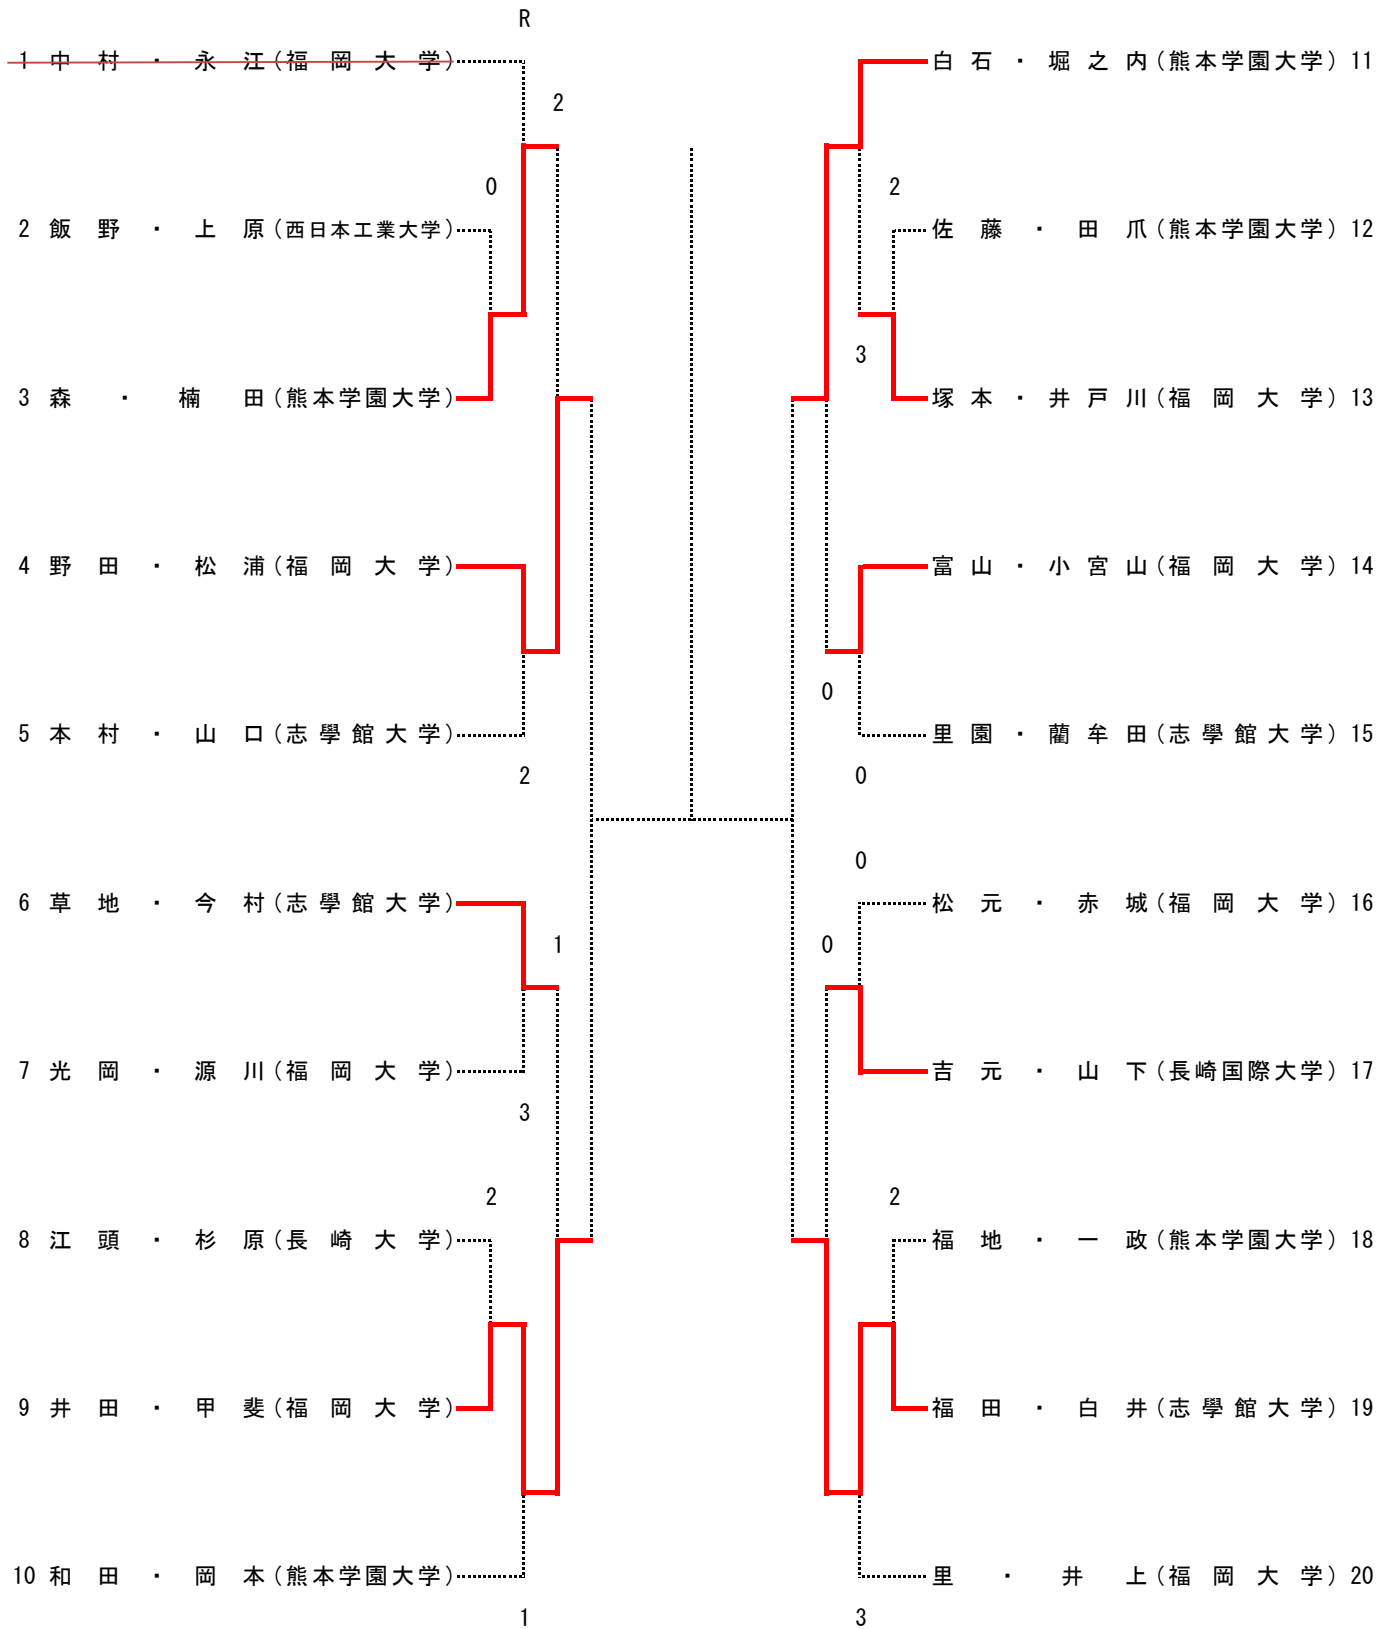 R
1 中村・永江(福岡大学)
白石・堀之内(熊本学園大学) 11
2
0
2
2 飯野・上原(西日本工業大学)
佐藤・田爪(熊本学園大学) 12
3
3 森・楠田(熊本学園大学)
塚本・井戸川(福岡大学) 13
4 野田・松浦(福岡大学)
富山・小宮山(福岡大学) 14
0
5 本村・山口(志學館大学)
里園・藺牟田(志學館大学) 15
2
0
0
6 草地・今村(志學館大学)
松元・赤城(福岡大学) 16
1
0
7 光岡・源川(福岡大学)
吉元・山下(長崎国際大学) 17
3
2
2
8 江頭・杉原(長崎大学)
福地・一政(熊本学園大学) 18
9 井田・甲斐(福岡大学)
福田・白井(志學館大学) 19
10 和田・岡本(熊本学園大学)
里・井上(福岡大学) 20
1
3